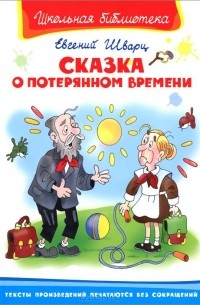 Школьная библиотека
Евгений Шварц
СКАЗКА
О ПОТЕРЯННОМ ВРЕМЕНИ
ТЕКСТЫ ПРОИЗВЕДЕНИЙ ПЕЧАТАЮТСЯ БЕЗ СОКРАЩЕНИЙ